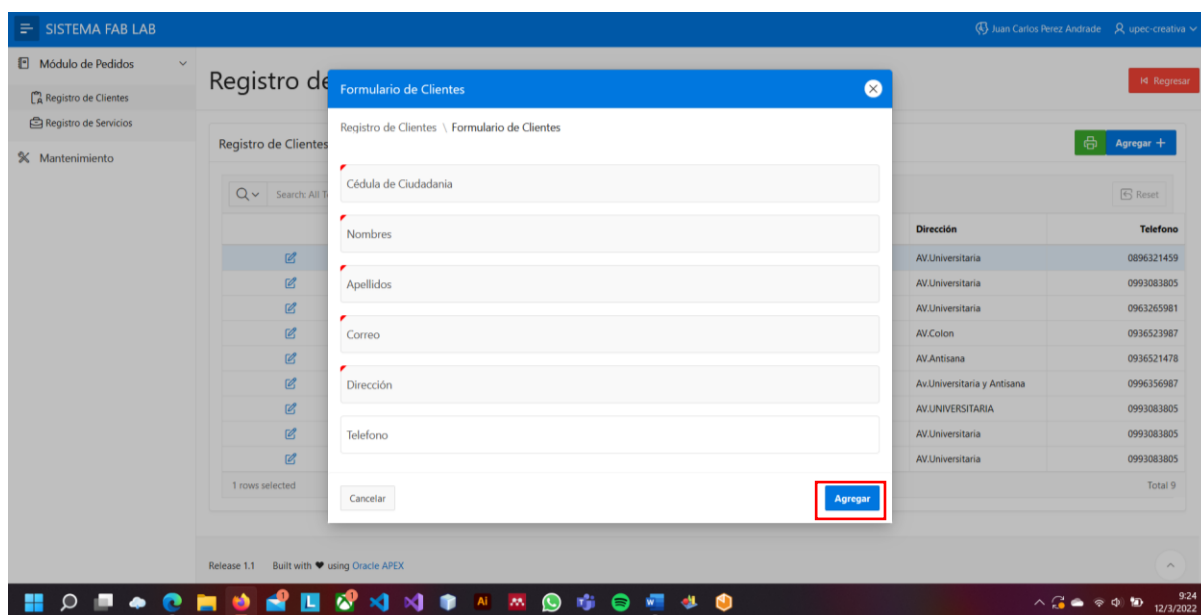 SISTEMA FAB LAB
Juan Carlos Perez Andrade
upec-creativa
Módulo de Pedidos
Registro de Clientes
Registro de Servicios
Mantenimiento
Registro de
Regresar
Registro de Clientes
Agregar
Search: All T
Reset
Dirección Telefono
AV.Universitaria 0896321459
AV.Universitaria 0993083805
AV.Universitaria 0963265981
AV.Colon 0936523987
AV.Antisana 0936521478
Av.Universitaria y Antisana 0996356987
AV.UNIVERSITARIA 0993083805
AV.Universitaria 0993083805
AV.Universitaria 0993083805
1 rows selected Total 9
Formulario de Clientes
Registro de Clientes \ Formulario de Clientes
Cédula de Ciudadania
Nombres
Apellidos
Correo
Dirección
Telefono
Cancelar
Agregar
Release 1.1 Built with ♥ using Oracle APEX
9:24
12/3/2022